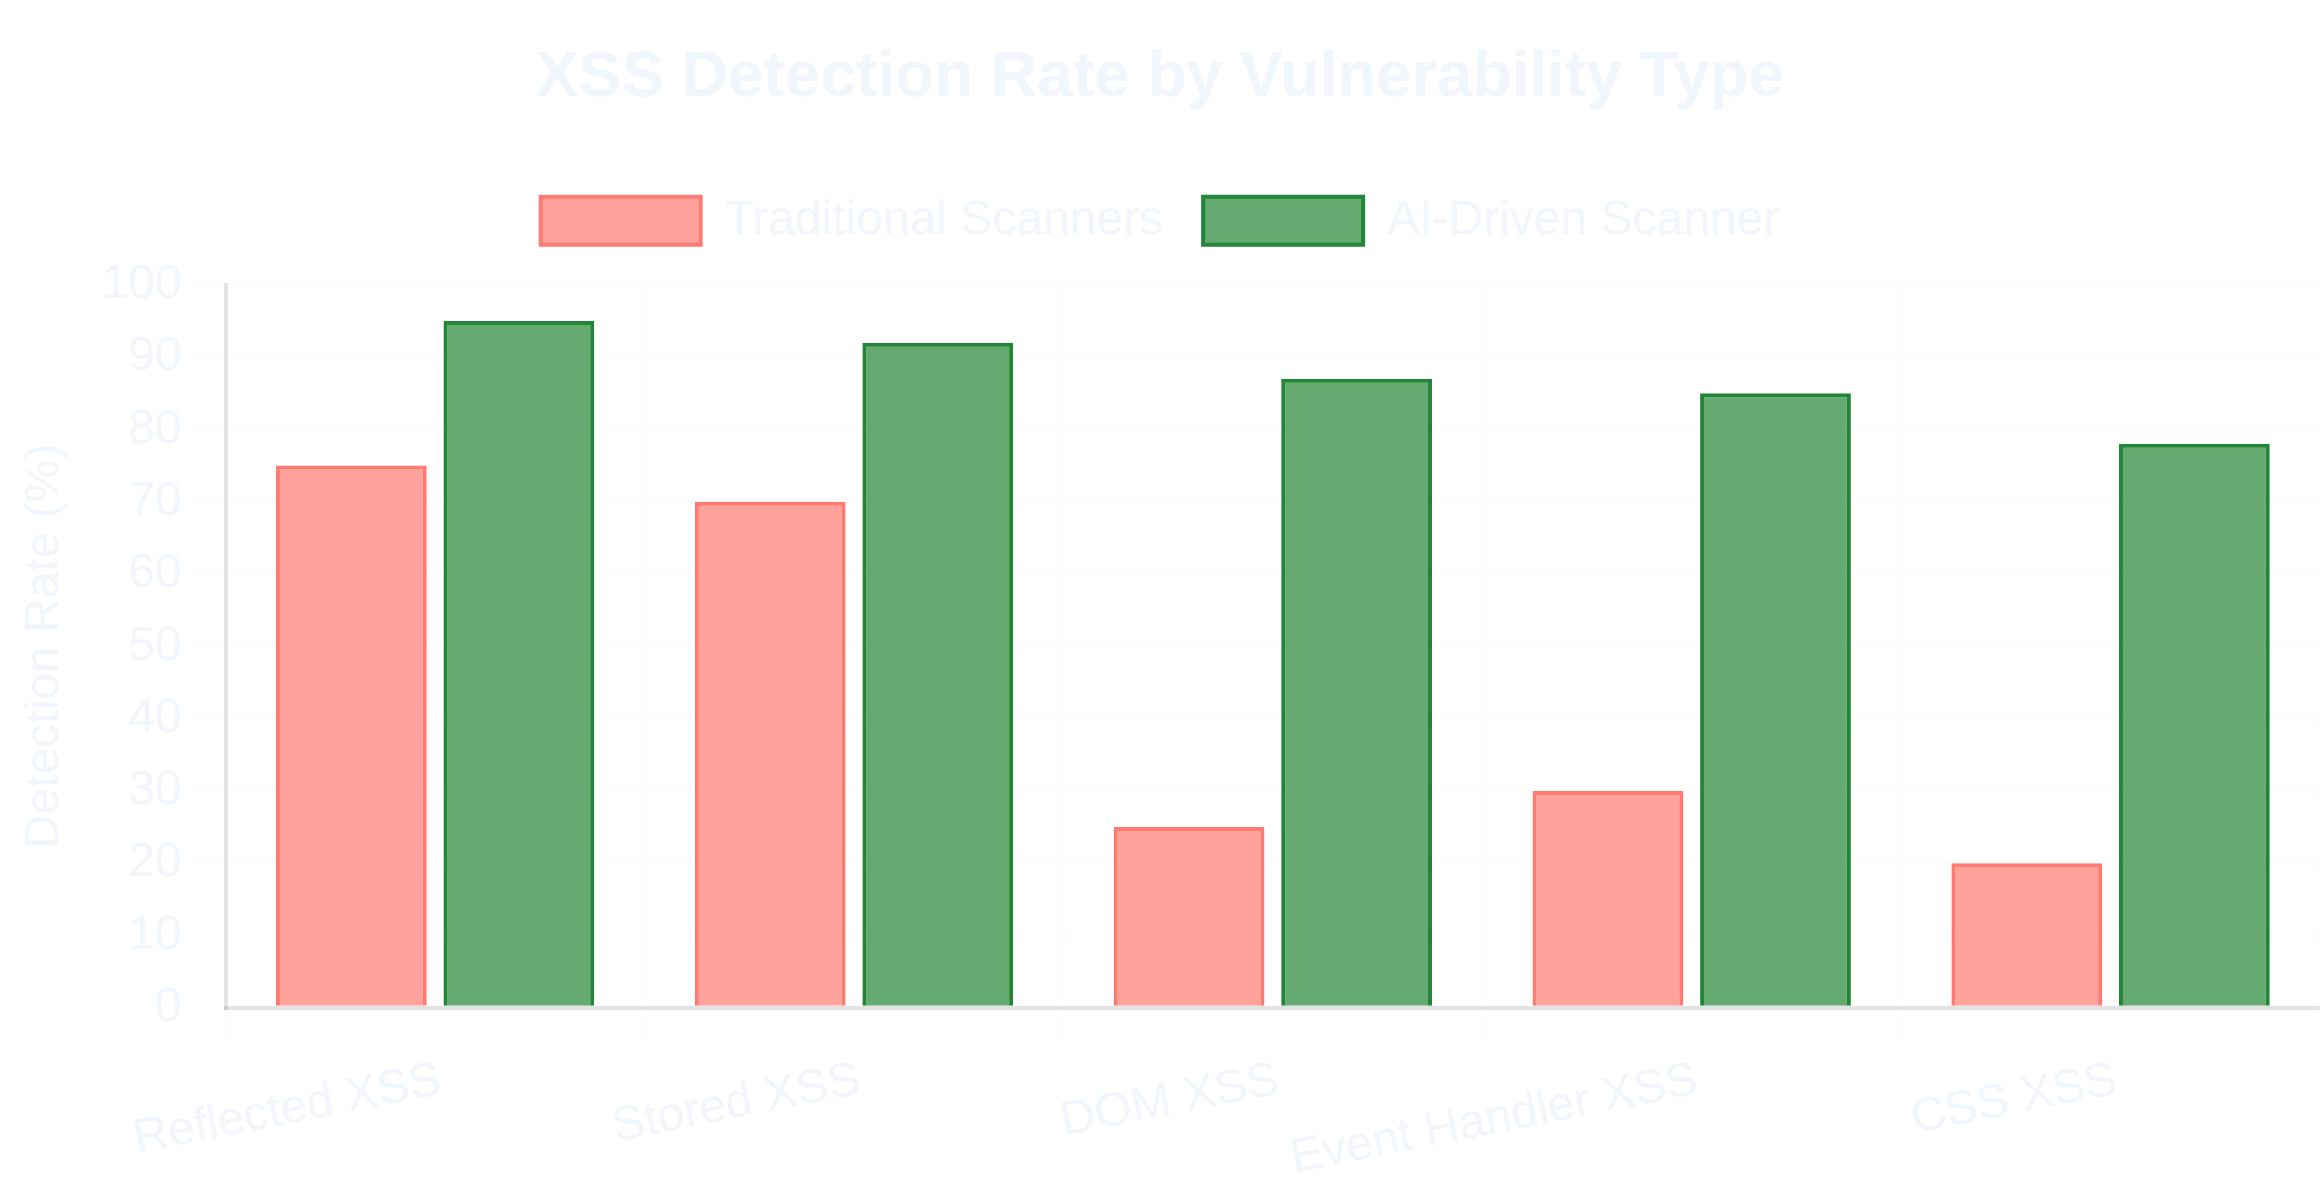 XSS Detection Rate by Vulnerability Type
Traditional Scanners
AI-Driven Scanner
Detection Rate (%)
100
90
80
70
60
50
40
30
20
10
0
Reflected XSS
Stored XSS
DOM XSS
Event Handler XSS
CSS XSS